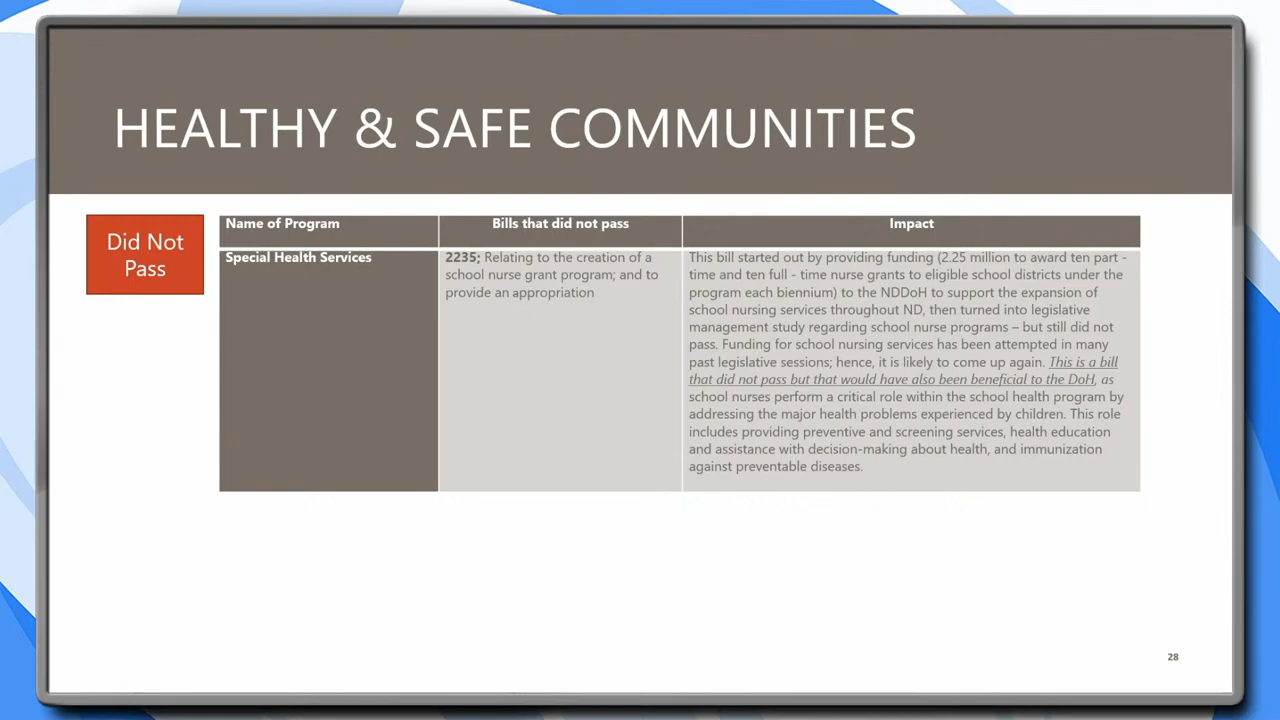 HEALTHY & SAFE COMMUNITIES
Did Not
Pass
Name of Program
Bills that did not pass
Impact
Special Health Services
2235; Relating to the creation of a
school nurse grant program; and to
provide an appropriation
This bill started out by providing funding (2.25 million to award ten part -
time and ten full - time nurse grants to eligible school districts under the
program each biennium) to the NDDoH to support the expansion of
school nursing services throughout ND, then turned into legislative
management study regarding school nurse programs – but still did not
pass. Funding for school nursing services has been attempted in many
past legislative sessions; hence, it is likely to come up again. This is a bill
that did not pass but that would have also been beneficial to the DoH, as
school nurses perform a critical role within the school health program by
addressing the major health problems experienced by children. This role
includes providing preventive and screening services, health education
and assistance with decision-making about health, and immunization
against preventable diseases.
28